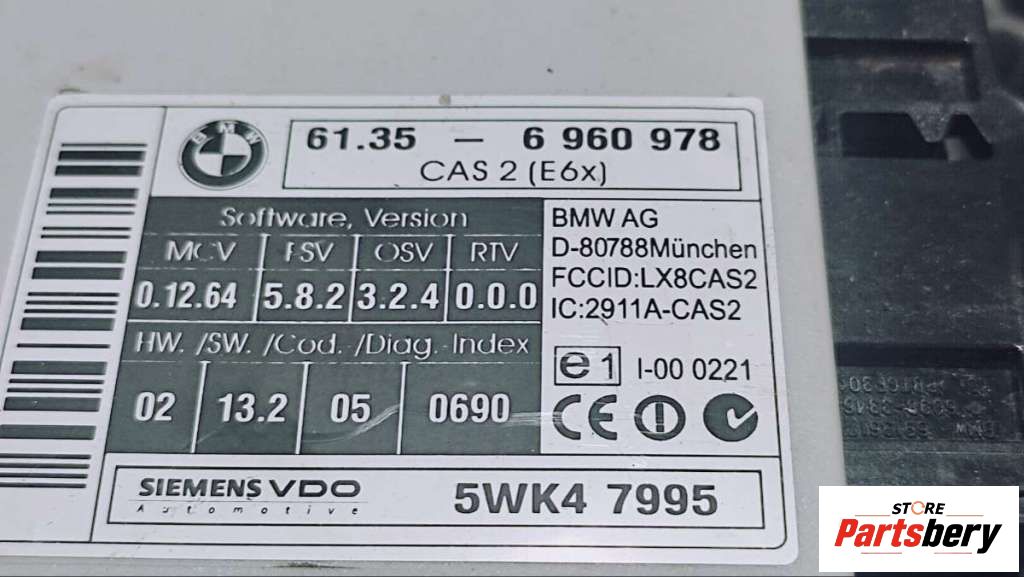 BMW
61.35 – 6 960 978
CAS 2 (E6x)
Software, Version
MCV FSV OSV RTV
0.12.64 5.8.2 3.2.4 0.0.0
HW. /SW. /Cod. /Diag.-Index
02 13.2 05 0690
BMW AG
D-80788München
FCCID:LX8CAS2
IC:2911A-CAS2
e1 I-00 0221
CE
SIEMENS VDO
Automotive
5WK4 7995
STORE
Partsbery